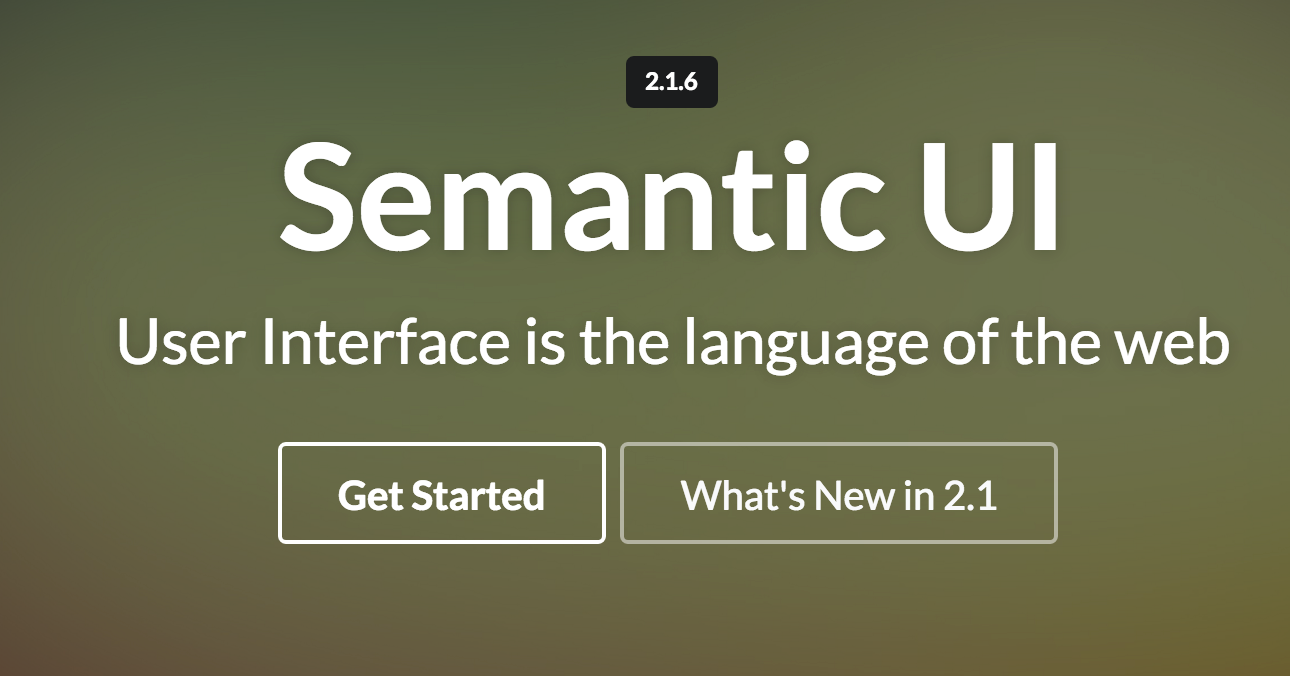 2.1.6
Semantic UI
User Interface is the language of the web
Get Started
What's New in 2.1